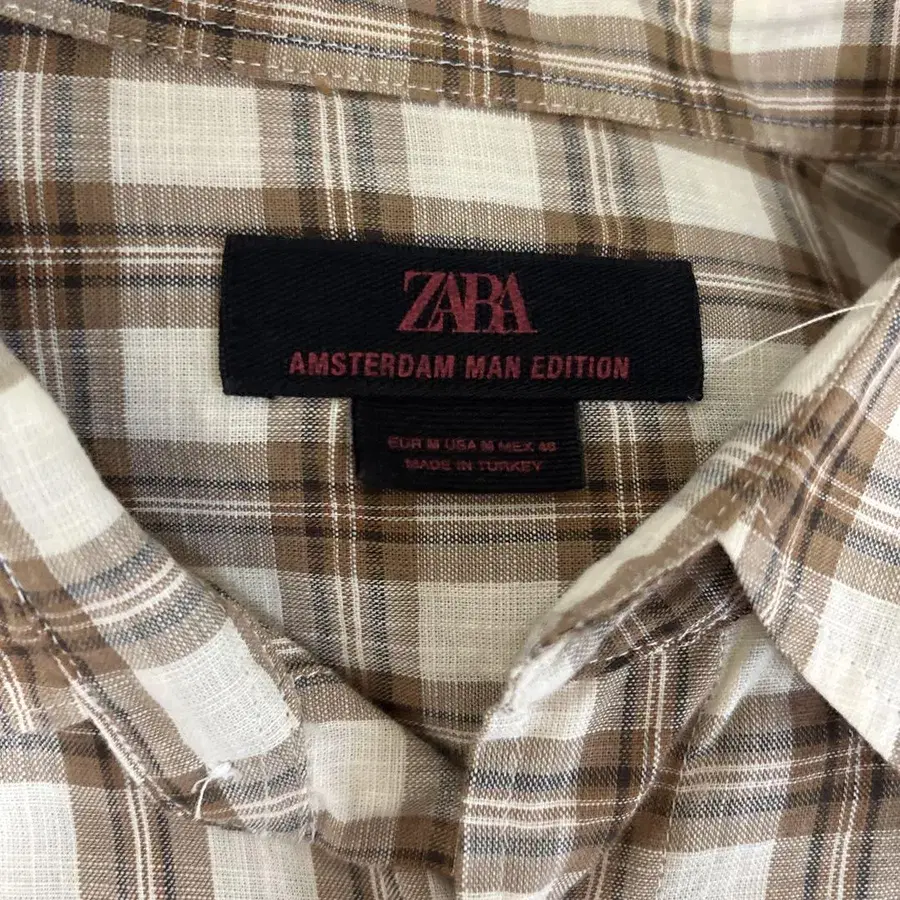 ZARA
AMSTERDAM MAN EDITION
EUR M USA M MEX 40
MADE IN TURKEY